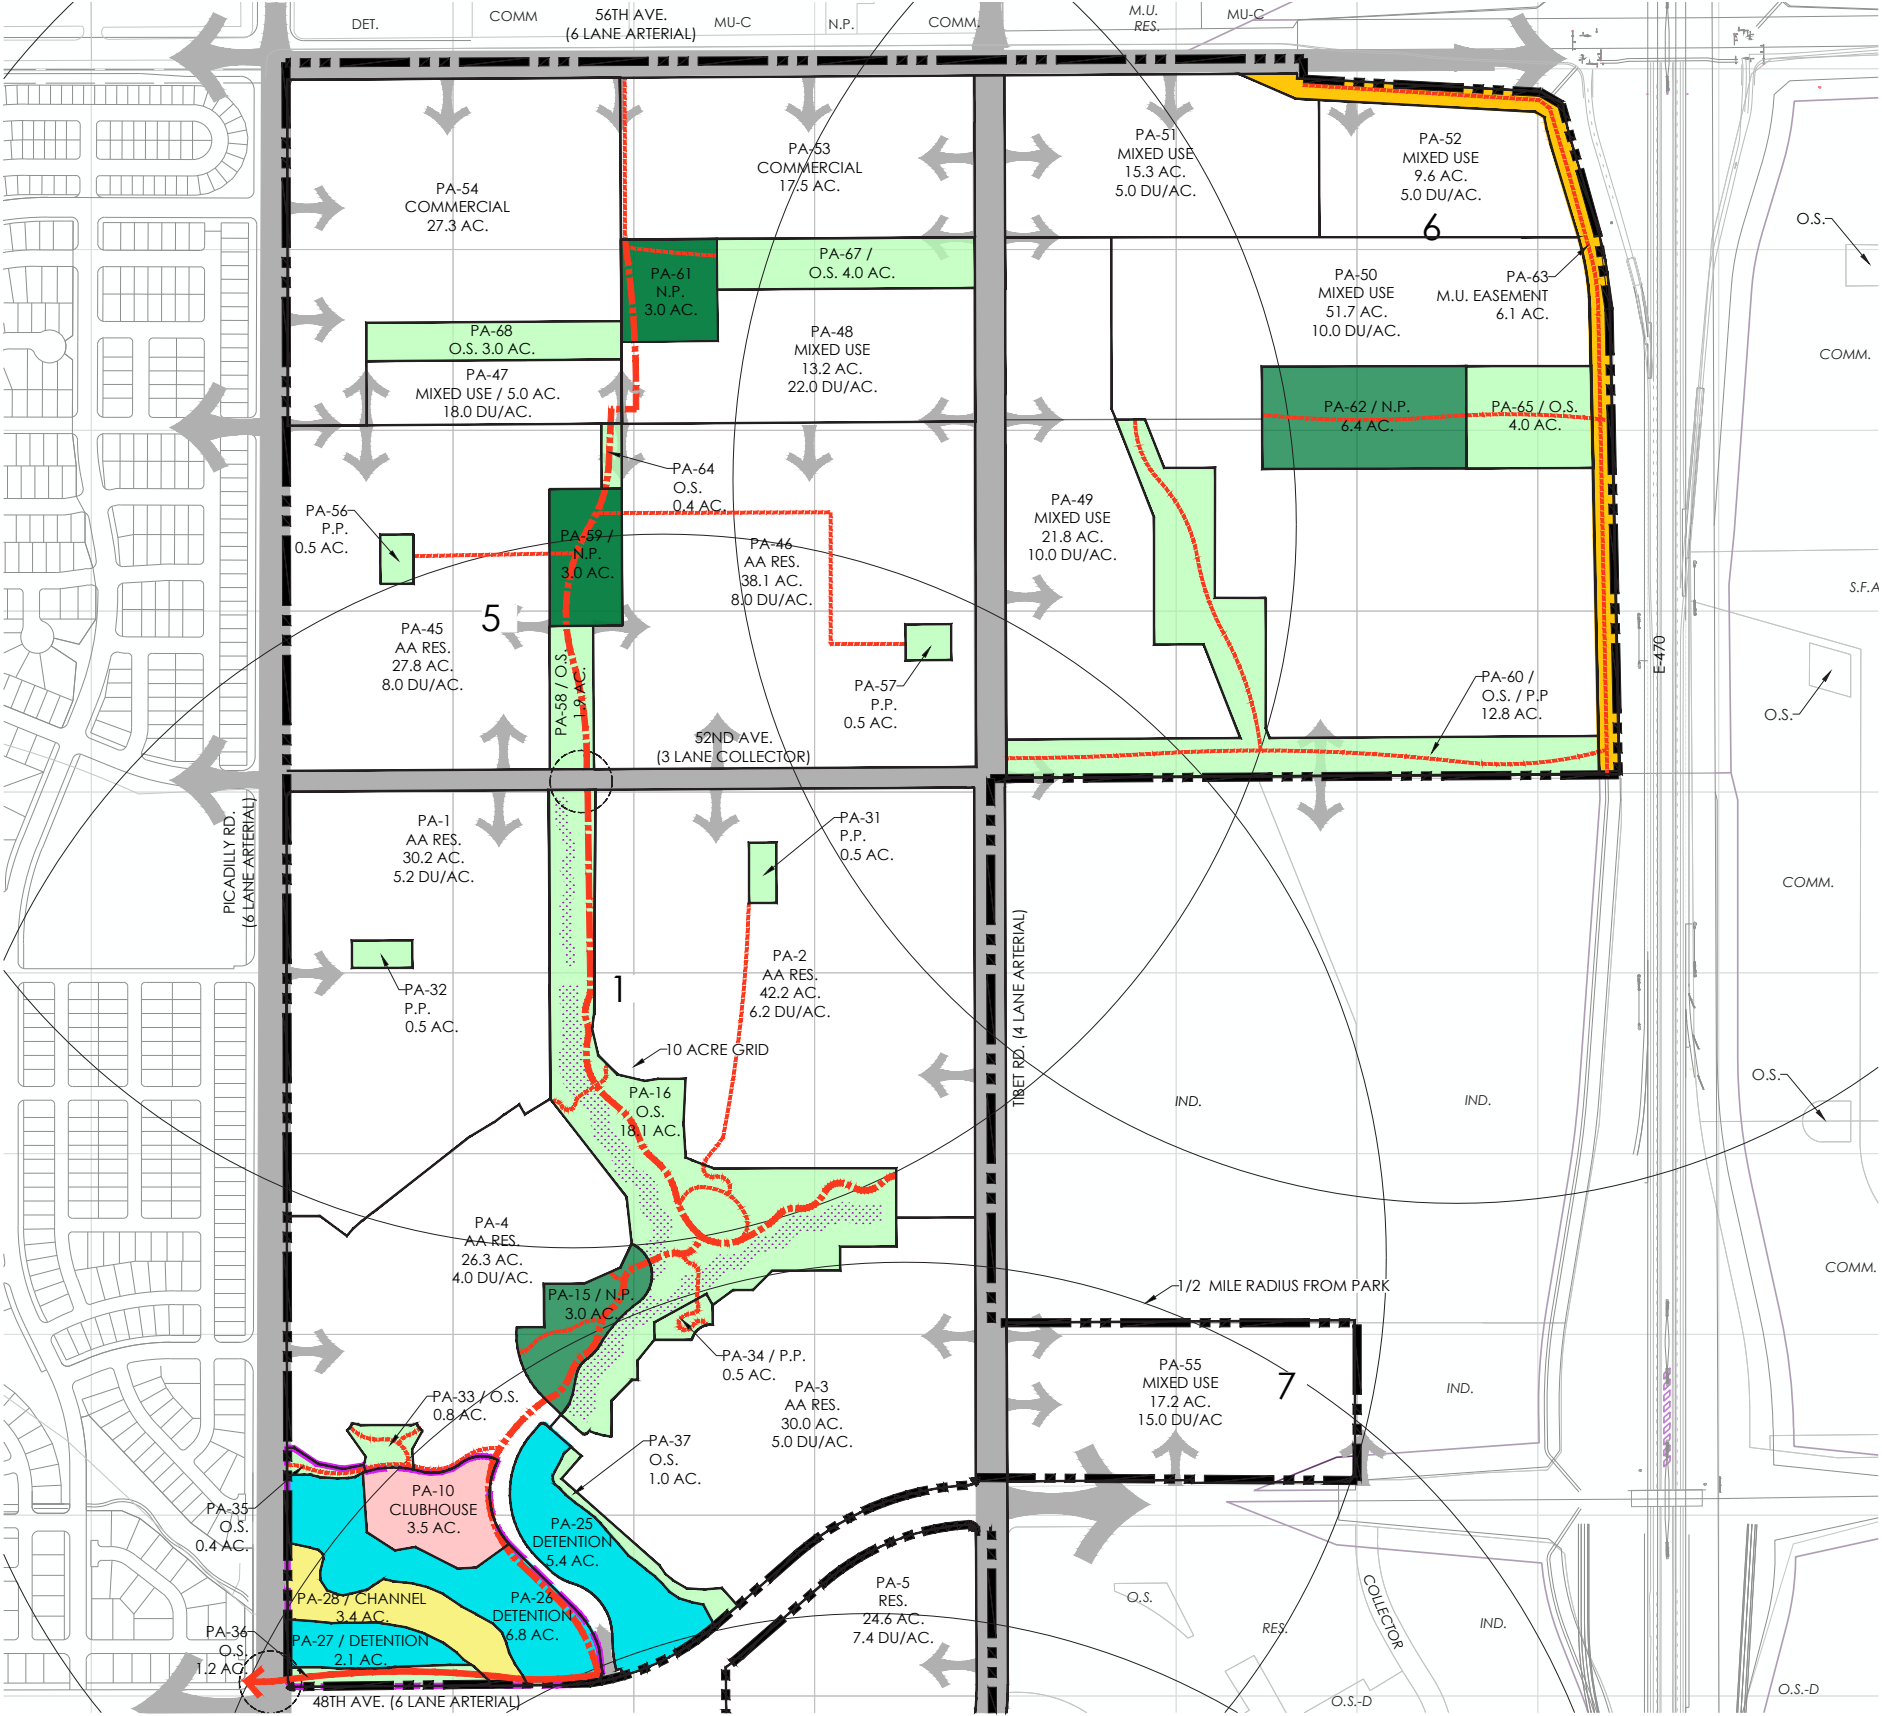 DET.
COMM
56TH AVE.
(6 LANE ARTERIAL)
MU-C
N.P.
COMM.
M.U.
RES.
MU-C
PA-54
COMMERCIAL
27.3 AC.
PA-53
COMMERCIAL
17.5 AC.
PA-51
MIXED USE
15.3 AC.
5.0 DU/AC.
PA-52
MIXED USE
9.6 AC.
5.0 DU/AC.
6
O.S.
PA-61
N.P.
3.0 AC.
PA-67 /
O.S. 4.0 AC.
PA-50
MIXED USE
51.7 AC.
10.0 DU/AC.
PA-63
M.U. EASEMENT
6.1 AC.
PA-68
O.S. 3.0 AC.
PA-48
MIXED USE
13.2 AC.
22.0 DU/AC.
COMM.
PA-47
MIXED USE / 5.0 AC.
18.0 DU/AC.
PA-62 / N.P.
6.4 AC.
PA-65 / O.S.
4.0 AC.
PA-64
O.S.
0.4 AC.
PA-56
P.P.
0.5 AC.
PA-59 /
N.P.
3.0 AC.
PA-46
AA RES.
38.1 AC.
8.0 DU/AC.
PA-49
MIXED USE
21.8 AC.
10.0 DU/AC.
S.F.A
5
PA-45
AA RES.
27.8 AC.
8.0 DU/AC.
PA-58 / O.S.
1.9 AC.
PA-57
P.P.
0.5 AC.
E-470
PA-60 /
O.S. / P.P
12.8 AC.
O.S.
52ND AVE.
(3 LANE COLLECTOR)
PICADILLY RD.
(6 LANE ARTERIAL)
PA-1
AA RES.
30.2 AC.
5.2 DU/AC.
PA-31
P.P.
0.5 AC.
COMM.
PA-32
P.P.
0.5 AC.
1
PA-2
AA RES.
42.2 AC.
6.2 DU/AC.
TIBET RD. (4 LANE ARTERIAL)
10 ACRE GRID
O.S.
PA-16
O.S.
18.1 AC.
IND.
IND.
PA-4
AA RES.
26.3 AC.
4.0 DU/AC.
COMM.
PA-15 / N.P.
3.0 AC.
1/2 MILE RADIUS FROM PARK
PA-34 / P.P.
0.5 AC.
PA-33 / O.S.
0.8 AC.
PA-3
AA RES.
30.0 AC.
5.0 DU/AC.
PA-55
MIXED USE
17.2 AC.
15.0 DU/AC
7
IND.
PA-37
O.S.
1.0 AC.
PA-10
CLUBHOUSE
3.5 AC.
PA-35
O.S.
0.4 AC.
PA-25
DETENTION
5.4 AC.
PA-28 / CHANNEL
3.4 AC.
PA-26
DETENTION
6.8 AC.
PA-5
RES.
24.6 AC.
7.4 DU/AC.
O.S.
RES.
COLLECTOR
IND.
PA-36
O.S.
1.2 AC.
PA-27 / DETENTION
2.1 AC.
48TH AVE. (6 LANE ARTERIAL)
O.S.-D
O.S.-D